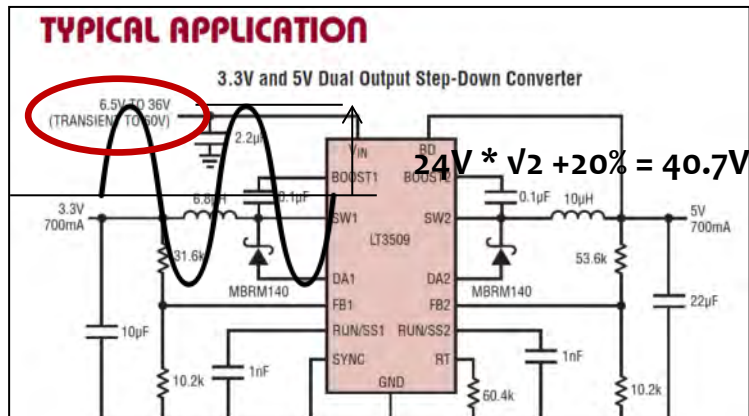 TYPICAL APPLICATION
3.3V and 5V Dual Output Step-Down Converter
6.5V TO 36V
(TRANSIENT TO 60V)
2.2µF
VIN
BD
24V * √2 +20% = 40.7V
BOOST1
BOOST2
6.8µH
0.1µF
0.1µF
10µH
3.3V
700mA
SW1
SW2
5V
700mA
LT3509
31.6k
53.6k
DA1
DA2
MBRM140
MBRM140
FB1
FB2
22µF
10µF
RUN/SS1
RUN/SS2
1nF
SYNC
RT
1nF
10.2k
GND
60.4k
10.2k